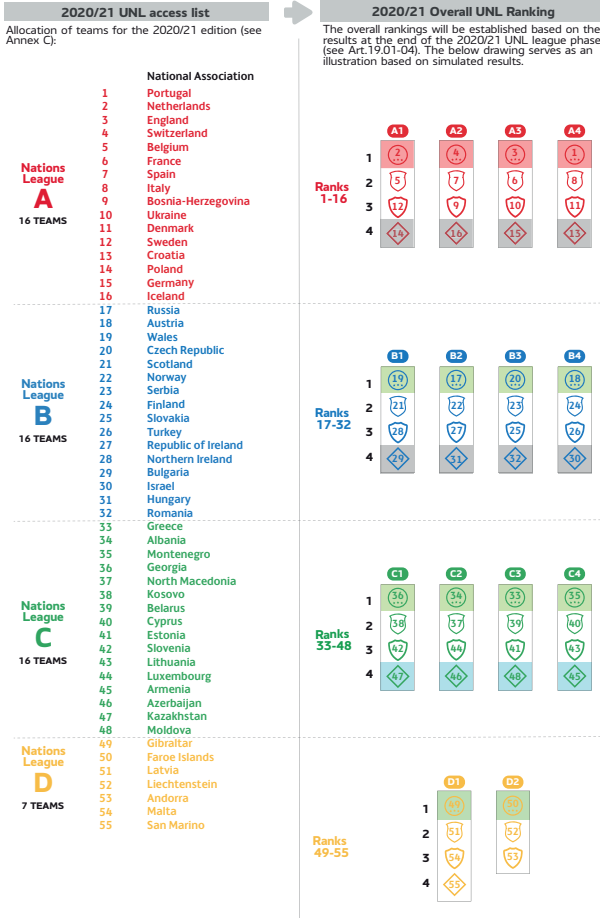 2020/21 UNL access list
Allocation of teams for the 2020/21 edition (see
Annex C):
National Association
Nations
League
A
16 TEAMS
1 Portugal
2 Netherlands
3 England
4 Switzerland
5 Belgium
6 France
7 Spain
8 Italy
9 Bosnia-Herzegovina
10 Ukraine
11 Denmark
12 Sweden
13 Croatia
14 Poland
15 Germany
16 Iceland
Nations
League
B
16 TEAMS
17 Russia
18 Austria
19 Wales
20 Czech Republic
21 Scotland
22 Norway
23 Serbia
24 Finland
25 Slovakia
26 Turkey
27 Republic of Ireland
28 Northern Ireland
29 Bulgaria
30 Israel
31 Hungary
32 Romania
Nations
League
C
16 TEAMS
33 Greece
34 Albania
35 Montenegro
36 Georgia
37 North Macedonia
38 Kosovo
39 Belarus
40 Cyprus
41 Estonia
42 Slovenia
43 Lithuania
44 Luxembourg
45 Armenia
46 Azerbaijan
47 Kazakhstan
48 Moldova
Nations
League
D
7 TEAMS
49 Gibraltar
50 Faroe Islands
51 Latvia
52 Liechtenstein
53 Andorra
54 Malta
55 San Marino
2020/21 Overall UNL Ranking
The overall rankings will be established based on the
results at the end of the 2020/21 UNL league phase
(see Art.19.01-04). The below drawing serves as an
illustration based on simulated results.
Ranks
1-16
A1 A2 A3 A4
1 2 4 3 1
2 5 7 6 8
3 12 9 10 11
4 14 16 15 13
Ranks
17-32
B1 B2 B3 B4
1 19 17 20 18
2 21 22 23 24
3 28 27 25 26
4 29 31 32 30
Ranks
33-48
C1 C2 C3 C4
1 36 34 33 35
2 38 37 39 40
3 42 44 41 43
4 47 46 48 45
Ranks
49-55
D1 D2
1 49 50
2 51 52
3 54 53
4 55